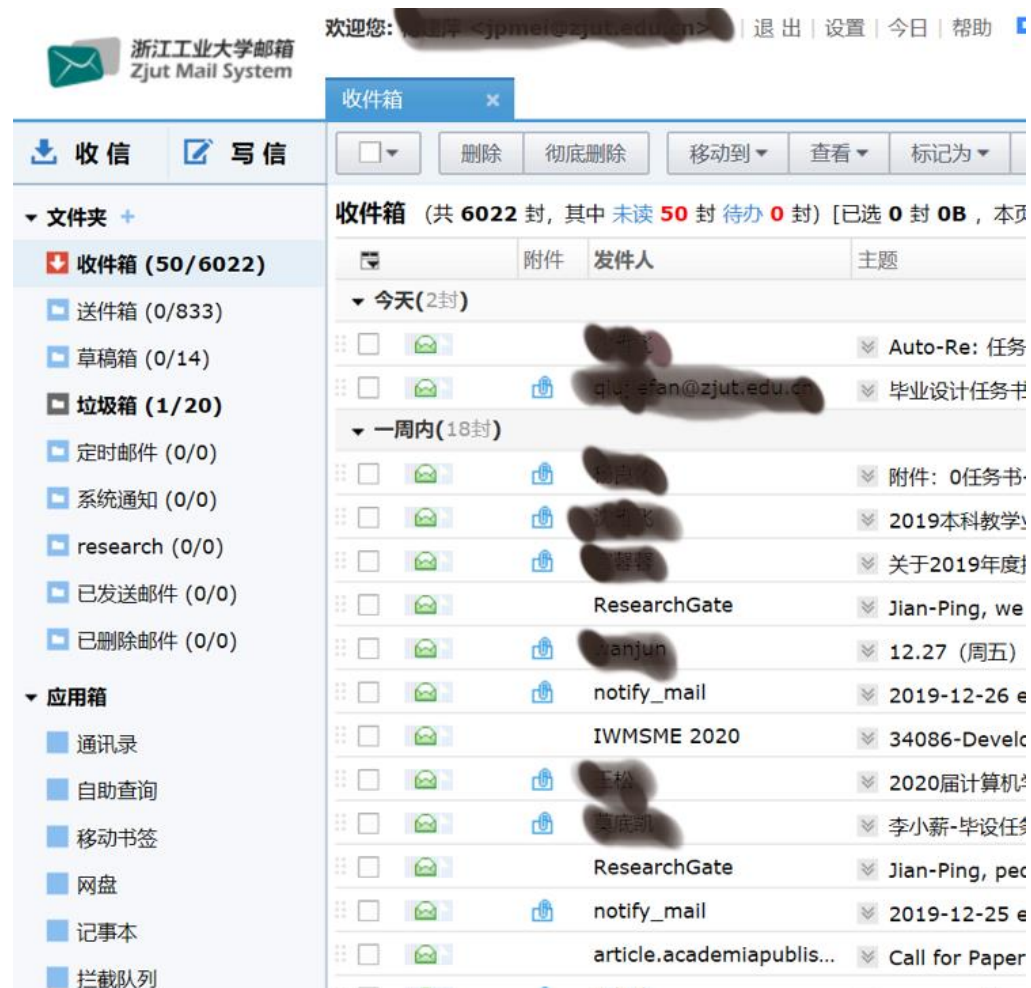 浙江工业大学邮箱
Zjut Mail System
欢迎您: 退 出 | 设置 | 今日 | 帮助
收件箱 ×
收 信 写 信
删除 彻底删除 移动到 查看 标记为
文件夹 +
收件箱 (50/6022)
送件箱 (0/833)
草稿箱 (0/14)
垃圾箱 (1/20)
定时邮件 (0/0)
系统通知 (0/0)
research (0/0)
已发送邮件 (0/0)
已删除邮件 (0/0)
应用箱
通讯录
自助查询
移动书签
网盘
记事本
拦截队列
收件箱 (共 6022 封, 其中 未读 50 封 待办 0 封) [已选 0 封 0B , 本页
附件 发件人 主题
今天(2封)
Auto-Re: 任务
毕业设计任务书
一周内(18封)
附件: 0任务书-
2019本科教学
关于2019年度
ResearchGate Jian-Ping, we
12.27 (周五)
notify_mail 2019-12-26 e
IWMSME 2020 34086-Develo
2020届计算机
李小薪-毕设任务
ResearchGate Jian-Ping, peo
notify_mail 2019-12-25 e
article.academiapublis... Call for Paper